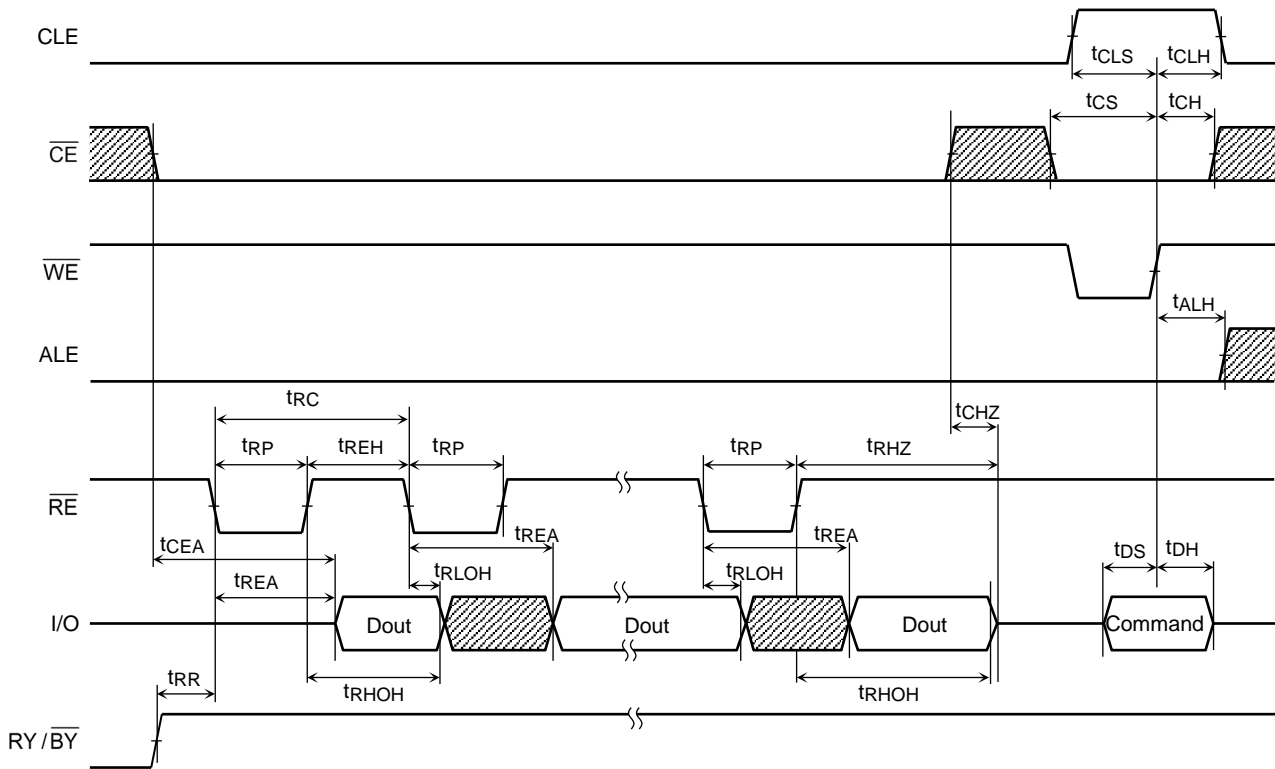 CLE
tCLS tCLH
tCS tCH
CE
WE
tALH
ALE
tRC
tCHZ
tRP tREH tRP tRP tRHZ
RE
tCEA tREA tREA tDS tDH
tREA tRLOH tRLOH
I/O Dout Dout Dout Command
tRR tRHOH tRHOH
RY/BY